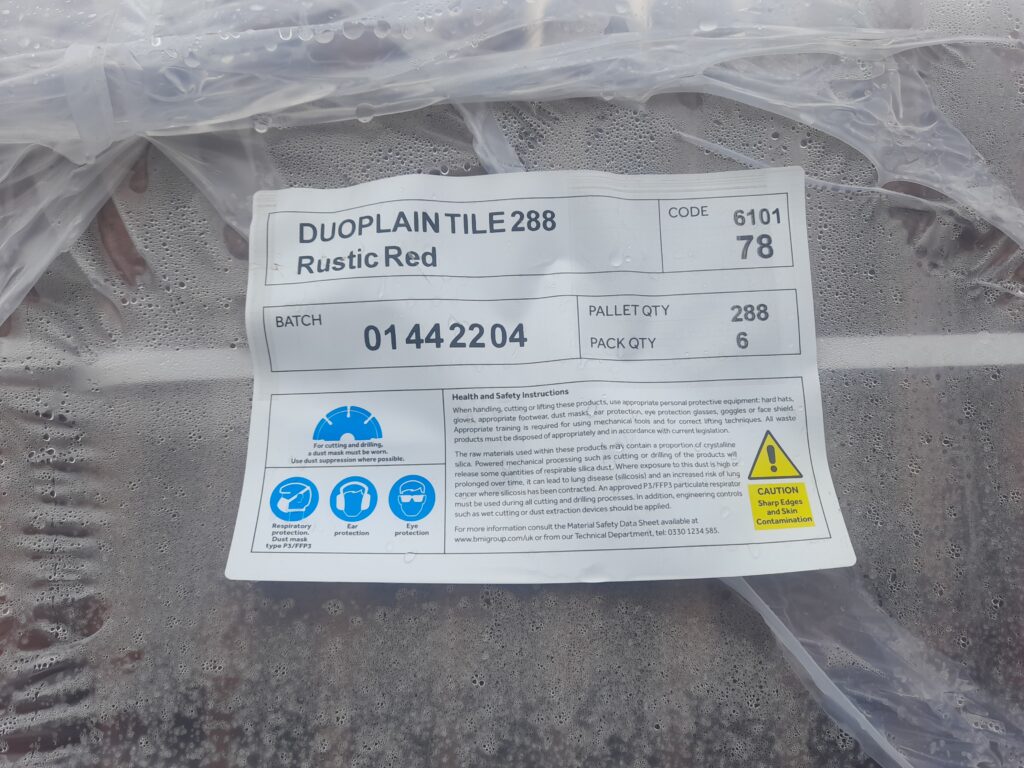 DUOPLAIN TILE 288
Rustic Red
CODE 6101
78
BATCH 01442204
PALLET QTY 288
PACK QTY 6
For cutting and drilling,
a dust mask must be worn.
Use dust suppression where possible.
Respiratory
protection.
Dust mask
type P3/FFP3
Ear
protection
Eye
protection
Health and Safety Instructions
When handling, cutting or lifting these products, use appropriate personal protective equipment: hard hats,
gloves, appropriate footwear, dust masks, ear protection, eye protection glasses, goggles or face shield.
Appropriate training is required for using mechanical tools and for correct lifting techniques. All waste
products must be disposed of appropriately and in accordance with current legislation.
The raw materials used within these products may contain a proportion of crystalline
silica. Powered mechanical processing such as cutting or drilling of the products will
release some quantities of respirable silica dust. Where exposure to this dust is high or
prolonged over time, it can lead to lung disease (silicosis) and an increased risk of lung
cancer where silicosis has been contracted. An approved P3/FFP3 particulate respirator
must be used during all cutting and drilling processes. In addition, engineering controls
such as wet cutting or dust extraction devices should be applied.
For more information consult the Material Safety Data Sheet available at
www.bmigroup.com/uk or from our Technical Department, tel: 0330 1234 585.
CAUTION
Sharp Edges
and Skin
Contamination